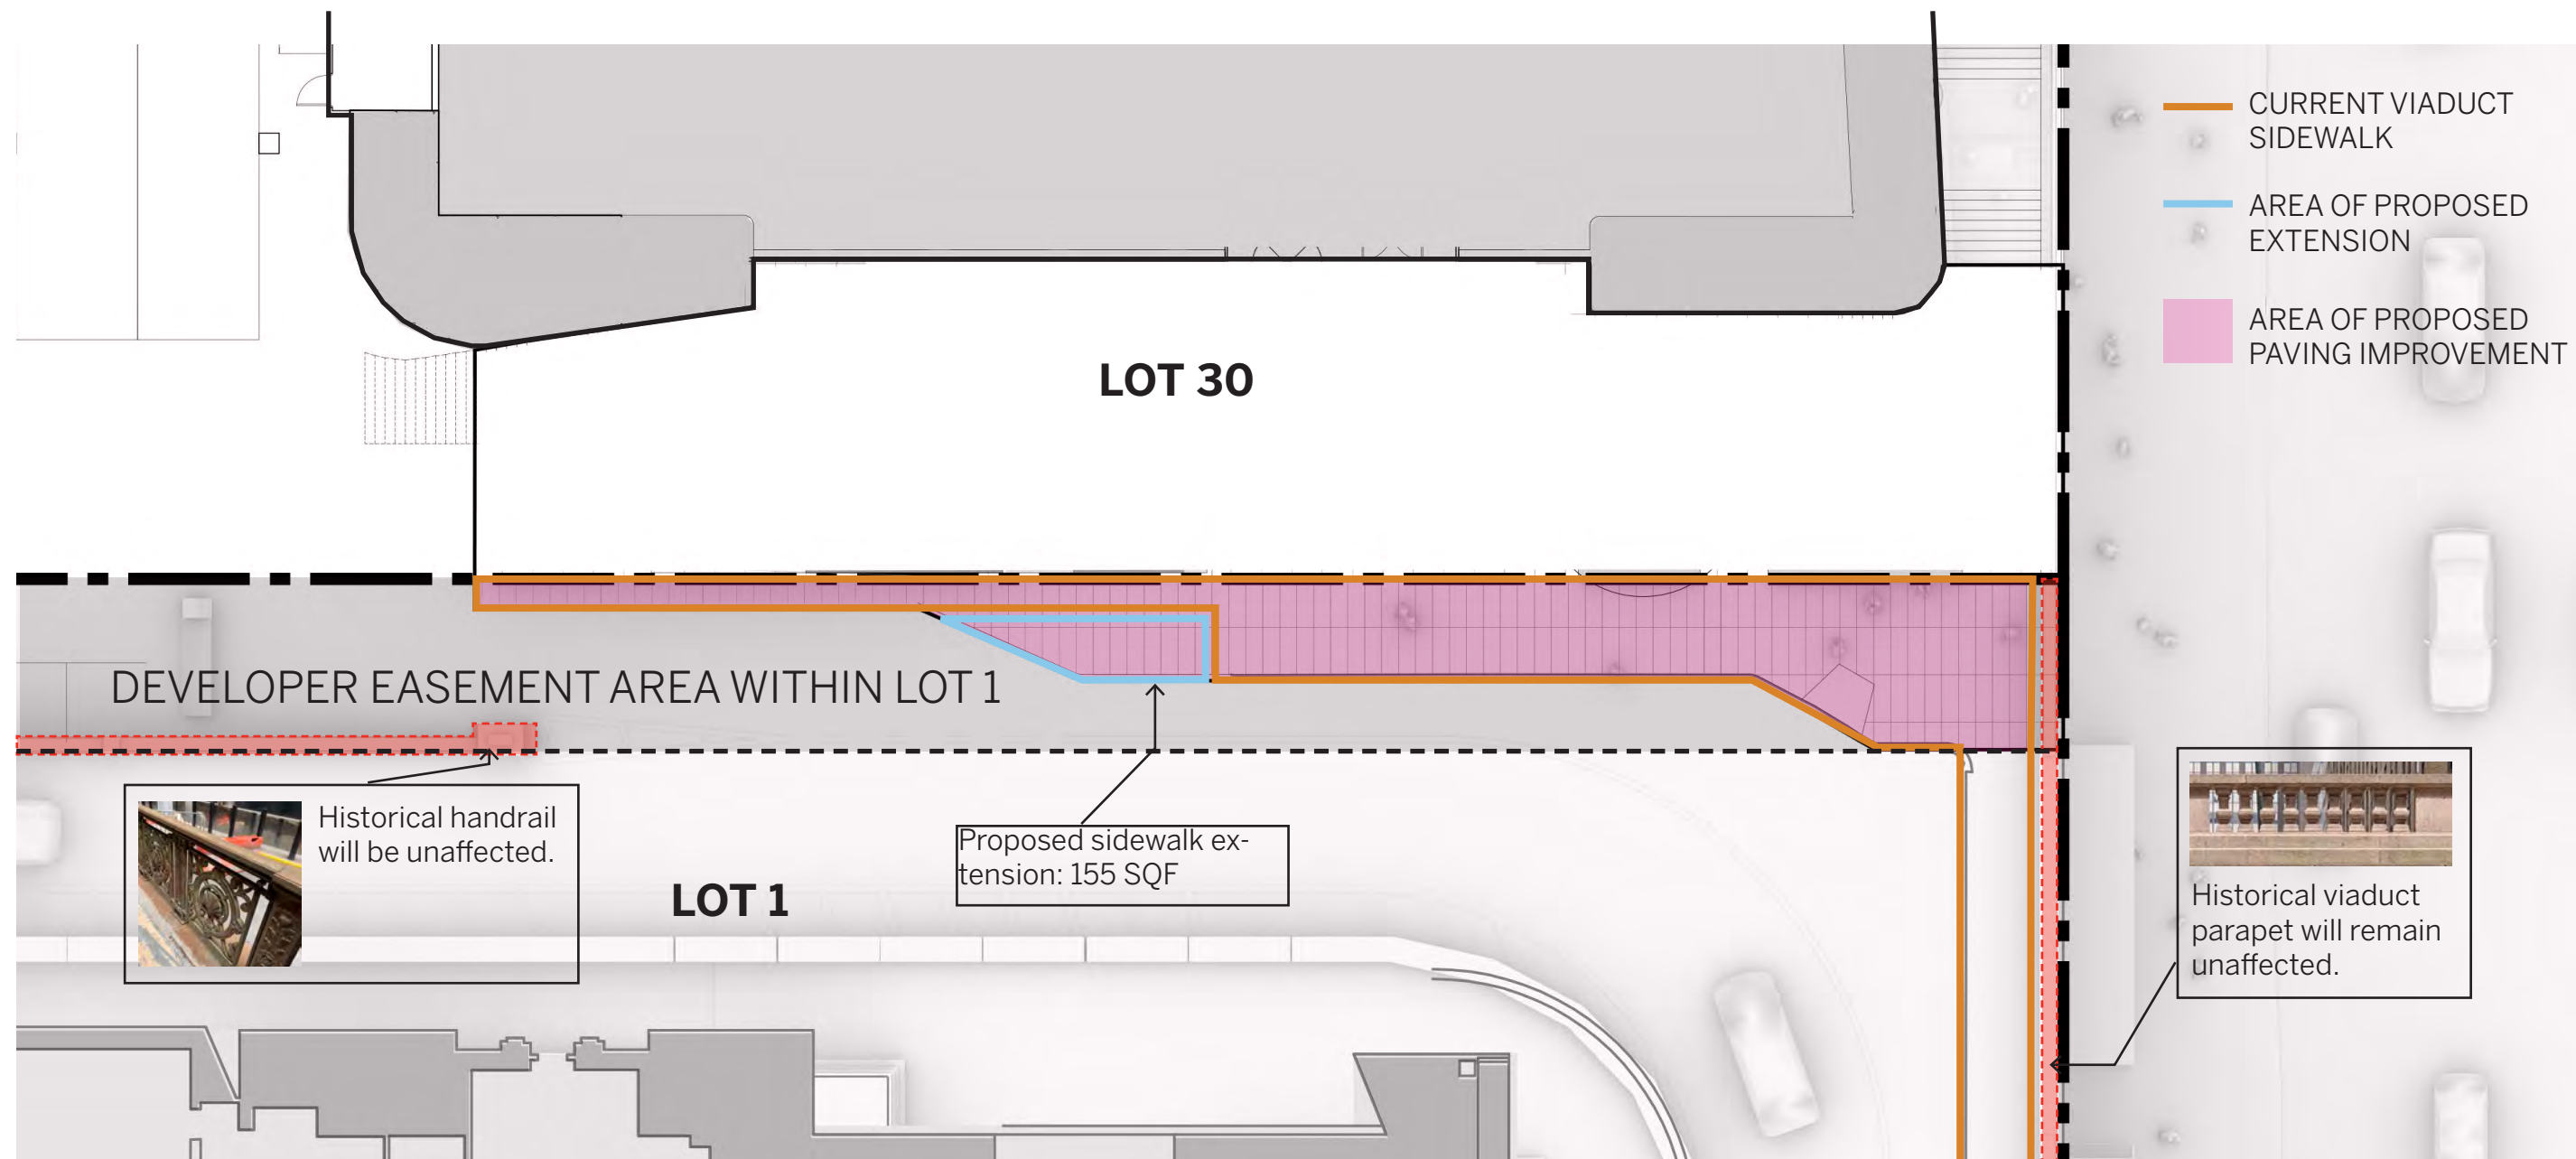 CURRENT VIADUCT
SIDEWALK
AREA OF PROPOSED
EXTENSION
AREA OF PROPOSED
PAVING IMPROVEMENT
LOT 30
DEVELOPER EASEMENT AREA WITHIN LOT 1
Historical handrail
will be unaffected.
Proposed sidewalk ex-
tension: 155 SQF
LOT 1
Historical viaduct
parapet will remain
unaffected.